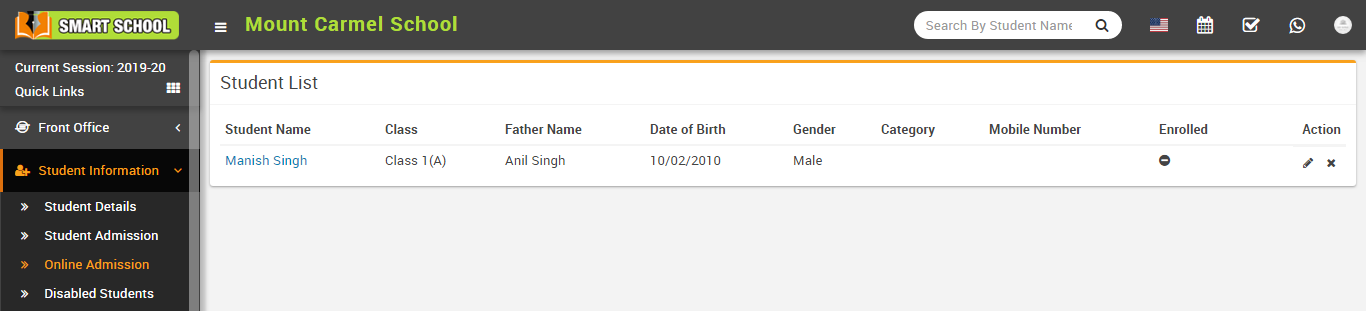 SMART SCHOOL
Mount Carmel School
Search By Student Name
Current Session: 2019-20
Quick Links
Front Office
Student Information
Student Details
Student Admission
Online Admission
Disabled Students
Student List
Student Name Class Father Name Date of Birth Gender Category Mobile Number Enrolled Action
Manish Singh Class 1(A) Anil Singh 10/02/2010 Male